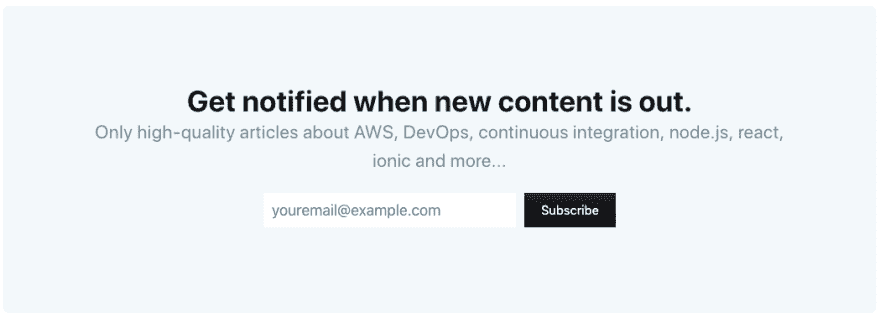 Get notified when new content is out.
Only high-quality articles about AWS, DevOps, continuous integration, node.js, react,
ionic and more...
youremail@example.com
Subscribe